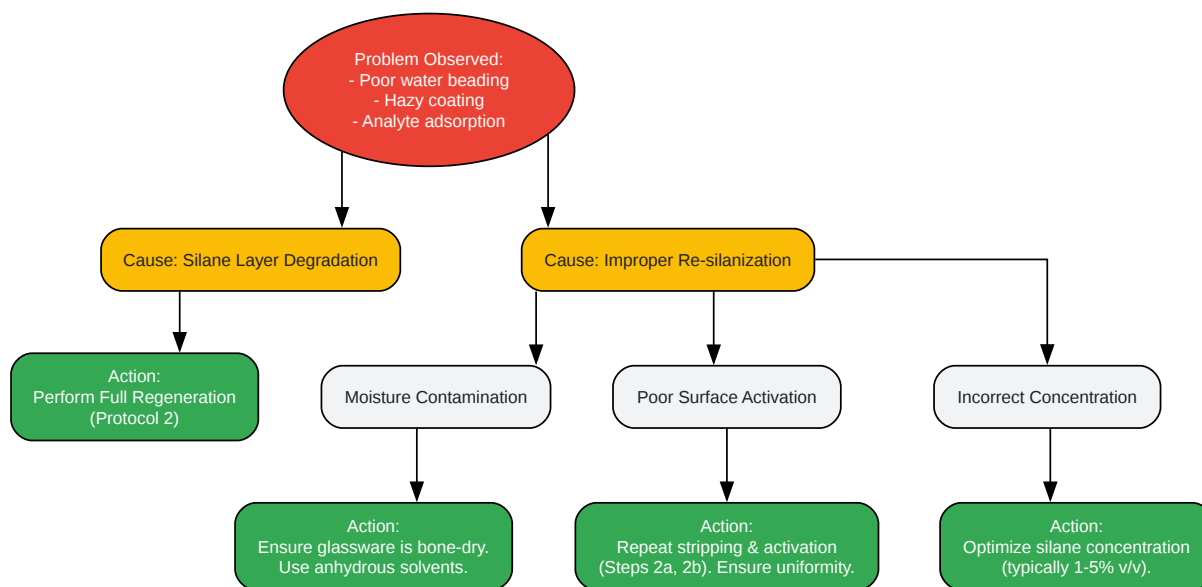 Problem Observed:
- Poor water beading
- Hazy coating
- Analyte adsorption
Cause: Silane Layer Degradation
Cause: Improper Re-silanization
Action:
Perform Full Regeneration
(Protocol 2)
Moisture Contamination
Poor Surface Activation
Incorrect Concentration
Action:
Ensure glassware is bone-dry.
Use anhydrous solvents.
Action:
Repeat stripping & activation
(Steps 2a, 2b). Ensure uniformity.
Action:
Optimize silane concentration
(typically 1-5% v/v).